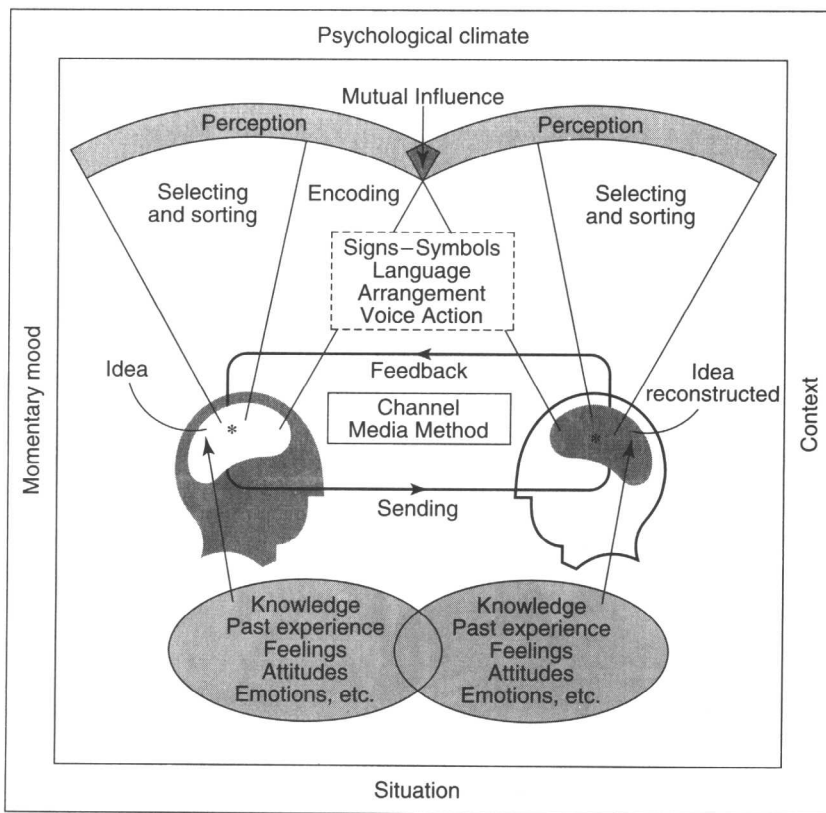 Psychological climate
Mutual Influence
Perception
Perception
Selecting
and sorting
Encoding
Selecting
and sorting
Signs–Symbols
Language
Arrangement
Voice Action
Idea
Feedback
Idea
reconstructed
Channel
Media Method
*
*
Momentary mood
Context
Sending
Knowledge
Past experience
Feelings
Attitudes
Emotions, etc.
Knowledge
Past experience
Feelings
Attitudes
Emotions, etc.
Situation